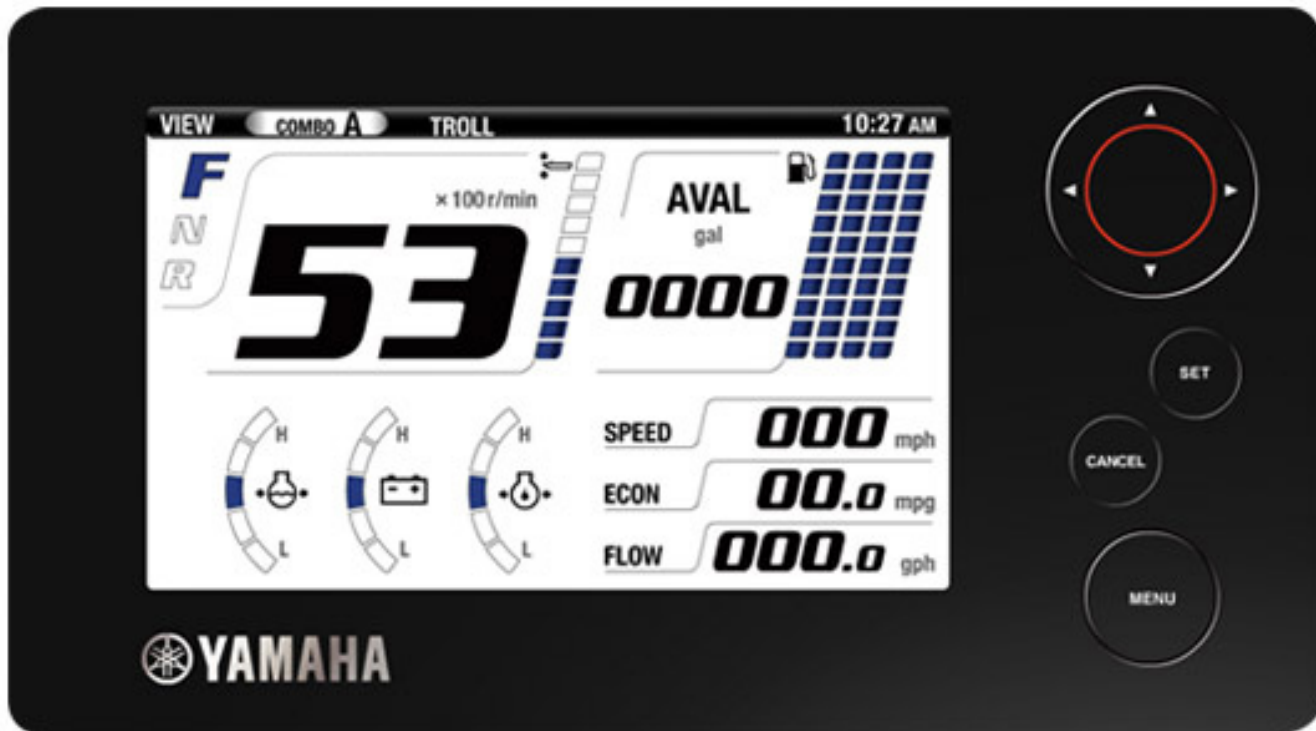 VIEW COMBO A TROLL 10:27 AM
F
N
R
×100 r/min
53
AVAL
gal
0000
H
L
H
L
H
L
SPEED 000 mph
ECON 00.0 mpg
FLOW 000.0 gph
SET
CANCEL
MENU
YAMAHA